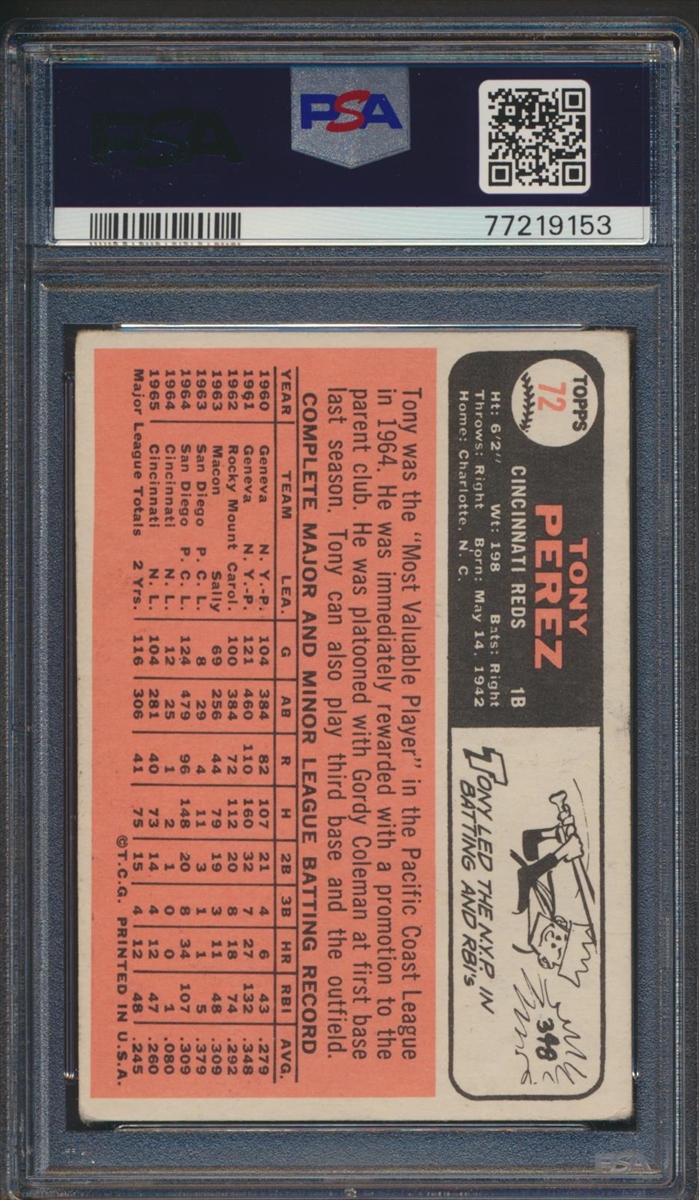 PSA
PSA
77219153
TOPPS
72
TONY
PEREZ
CINCINNATI REDS 1B
Ht: 6'2" Wt: 198 Bats: Right
Throws: Right Born: May 14, 1942
Home: Charlotte, N. C.
348
TONY LED THE N.Y.P. IN
BATTING AND RBI's
Tony was the "Most Valuable Player" in the Pacific Coast League
in 1964. He was immediately rewarded with a promotion to the
parent club. He was platooned with Gordy Coleman at first base
last season. Tony can also play third base and the outfield.
COMPLETE MAJOR AND MINOR LEAGUE BATTING RECORD
YEAR TEAM LEA. G AB R H 2B 3B HR RBI AVG.
1960 Geneva N. Y.-P. 104 384 82 107 21 4 6 43 .279
1961 Geneva N. Y.-P. 121 460 110 160 32 7 27 132 .348
1962 Rocky Mount Carol. 100 384 72 112 20 8 18 74 .292
1963 Macon Sally 69 256 44 79 19 3 11 48 .309
1963 San Diego P. C. L. 8 29 4 11 3 1 1 5 .379
1964 San Diego P. C. L. 124 479 96 148 20 8 34 107 .309
1964 Cincinnati N. L. 12 25 1 2 1 0 0 1 .080
1965 Cincinnati N. L. 104 281 40 73 14 4 12 47 .260
Major League Totals 2 Yrs. 116 306 41 75 15 4 12 48 .245
©T.C.G. PRINTED IN U.S.A.
PSA